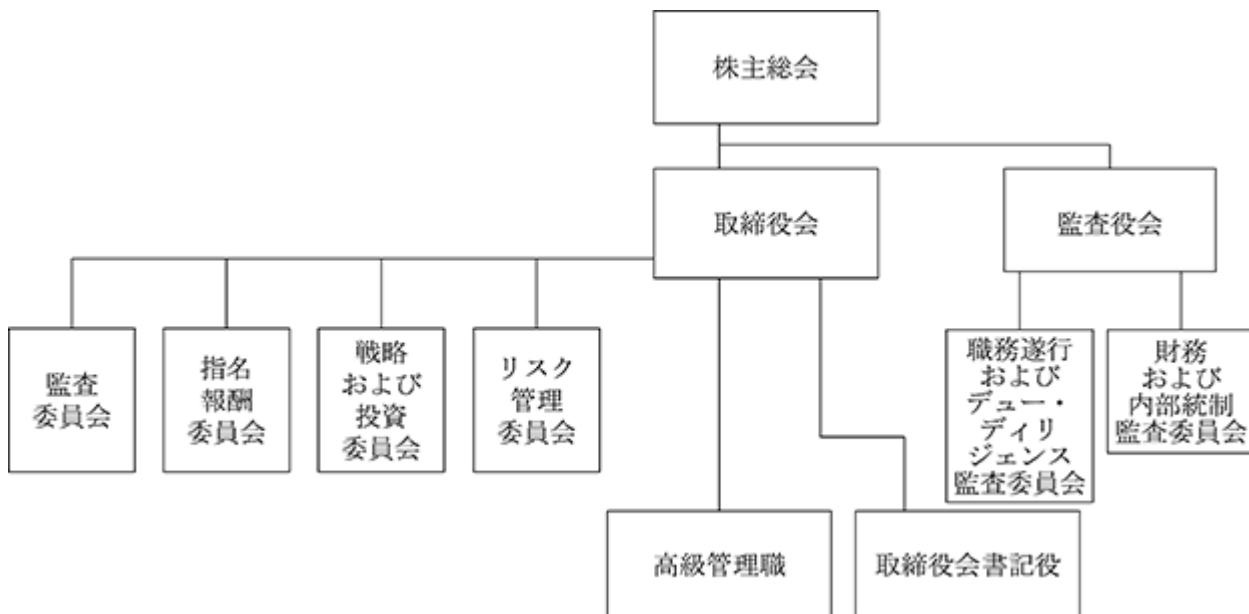 株主総会
取締役会
監査役会
監査
委員会
指名
報酬
委員会
戦略
および
投資
委員会
リスク
管理
委員会
職務遂行
および
デュー・
ディリ
ジェンス
監査委員会
財務
および
内部統制
監査委員会
高級管理職
取締役会書記役